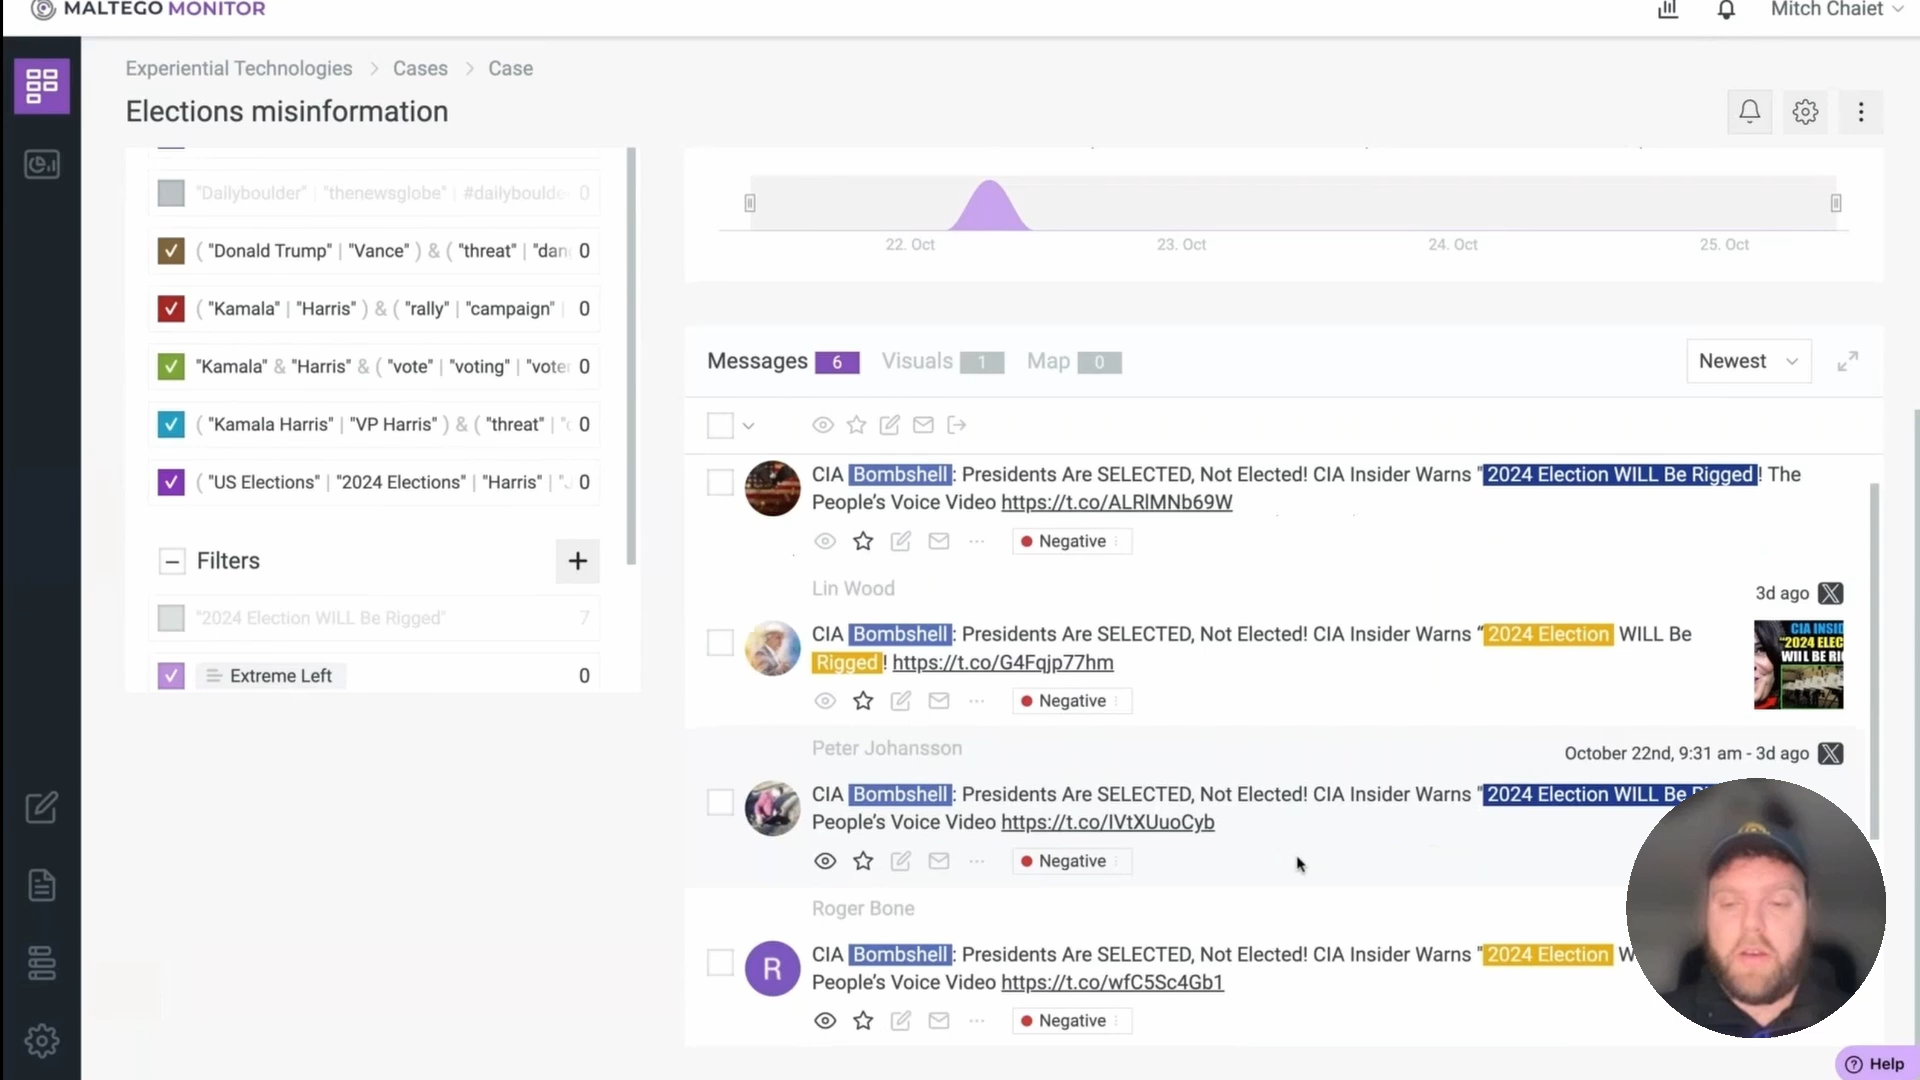 MALTEGO MONITOR
Mitch Chaiet
Experiential Technologies > Cases > Case
Elections misinformation
"Dailyboulder" | "thenewsglobe" | #dailyboulde 0
( "Donald Trump" | "Vance" ) & ( "threat" | "dan 0
( "Kamala" | "Harris" ) & ( "rally" | "campaign" | 0
"Kamala" & "Harris" & ( "vote" | "voting" | "voter 0
( "Kamala Harris" | "VP Harris" ) & ( "threat" | 0
( "US Elections" | "2024 Elections" | "Harris" | 0
Filters
"2024 Election WILL Be Rigged" 7
Extreme Left 0
22. Oct 23. Oct 24. Oct 25. Oct
Messages 6 Visuals 1 Map 0 Newest
CIA Bombshell: Presidents Are SELECTED, Not Elected! CIA Insider Warns "2024 Election WILL Be Rigged! The
People's Voice Video https://t.co/ALRlMNb69W
Negative
Lin Wood 3d ago
CIA Bombshell: Presidents Are SELECTED, Not Elected! CIA Insider Warns “2024 Election WILL Be
Rigged! https://t.co/G4Fqjp77hm
CIA INSID
"2024 ELEC
WILL BE RI
Negative
Peter Johansson October 22nd, 9:31 am - 3d ago
CIA Bombshell: Presidents Are SELECTED, Not Elected! CIA Insider Warns "2024 Election WILL Be
People's Voice Video https://t.co/IVtXUuoCyb
Negative
Roger Bone
R
CIA Bombshell: Presidents Are SELECTED, Not Elected! CIA Insider Warns "2024 Election W
People's Voice Video https://t.co/wfC5Sc4Gb1
Negative
Help